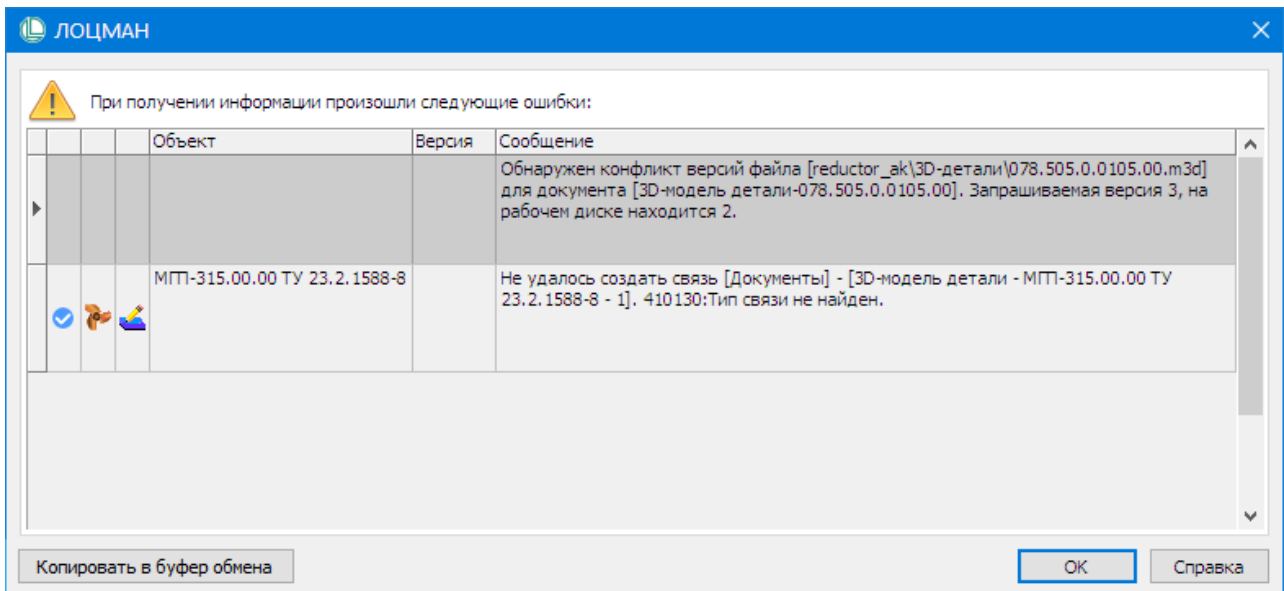 ЛОЦМАН
При получении информации произошли следующие ошибки:
Объект Версия Сообщение
Обнаружен конфликт версий файла [reductor_ak\3D-детали\078.505.0.0105.00.m3d]
для документа [3D-модель детали-078.505.0.0105.00]. Запрашиваемая версия 3, на
рабочем диске находится 2.
МГП-315.00.00 ТУ 23.2.1588-8 Не удалось создать связь [Документы] - [3D-модель детали - МГП-315.00.00 ТУ
23.2.1588-8 - 1]. 410130:Тип связи не найден.
Копировать в буфер обмена ОК Справка